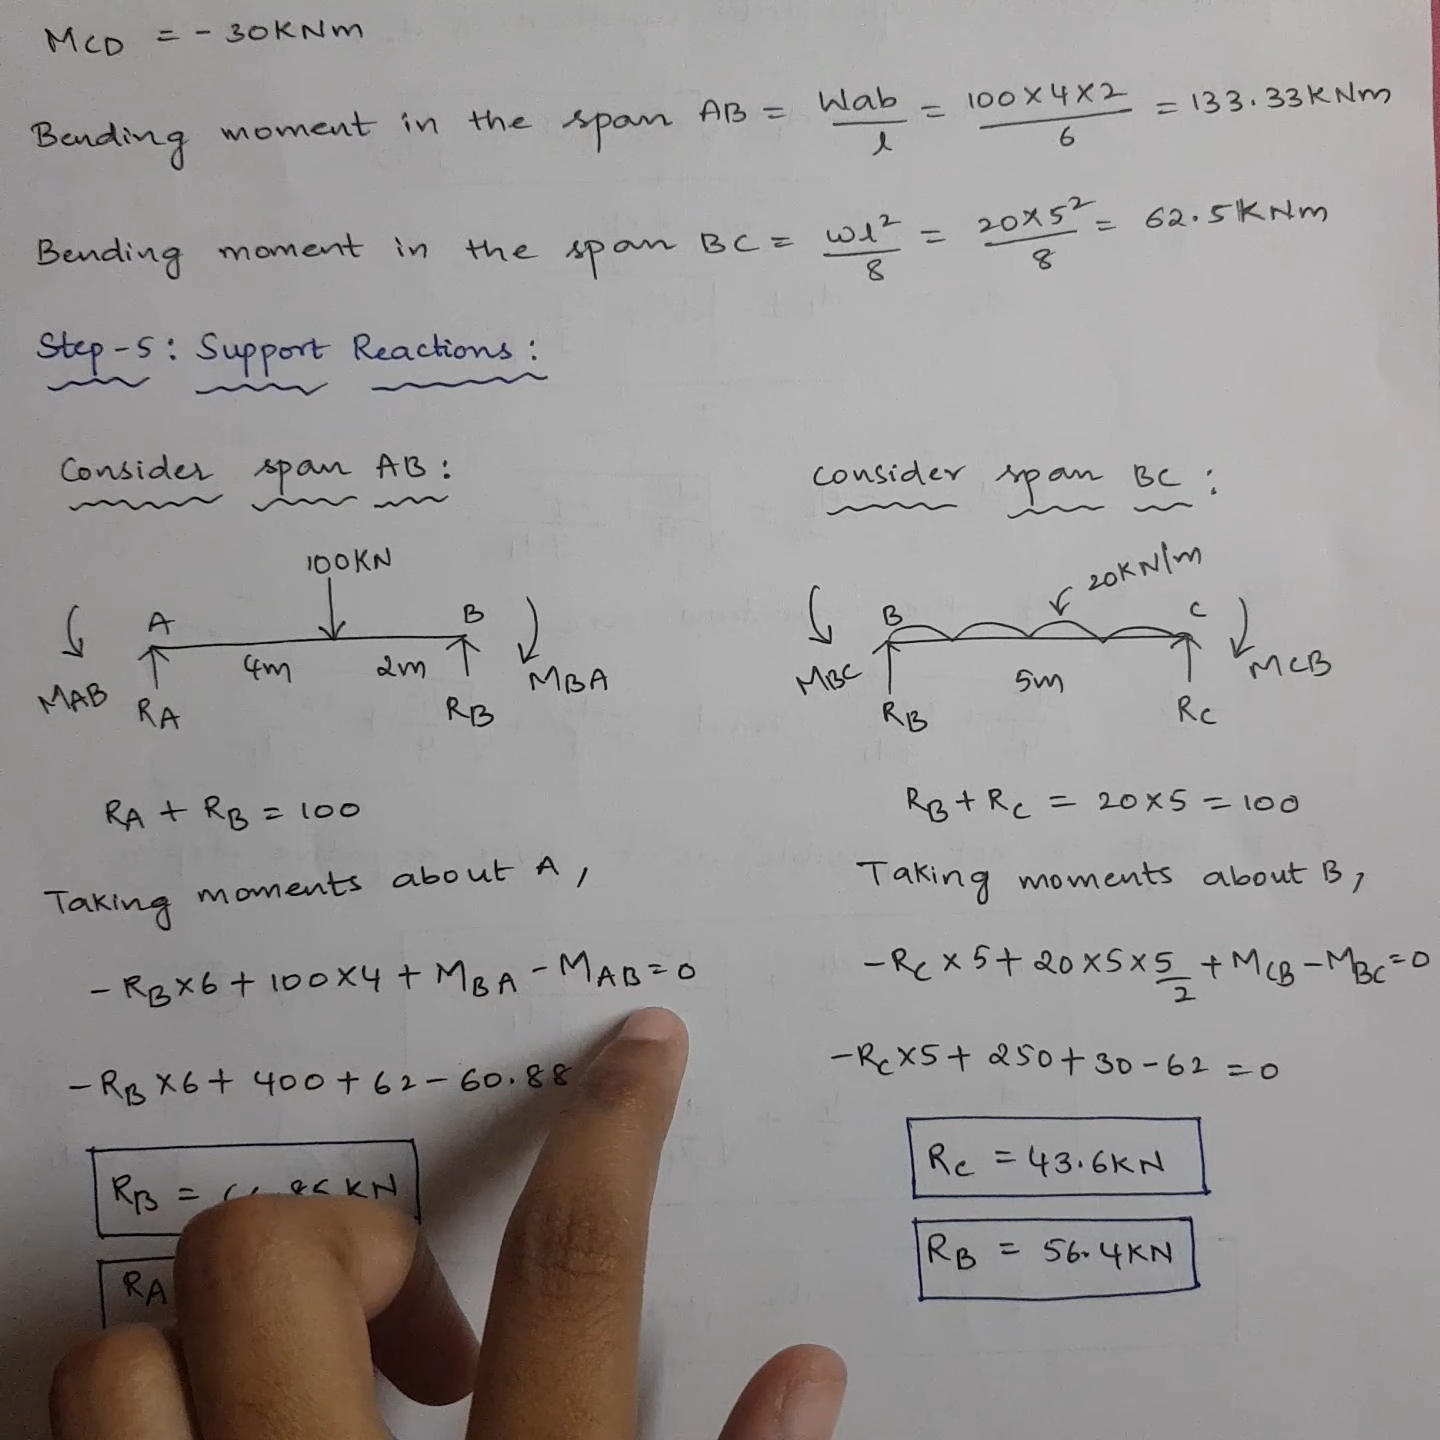 MCD = - 30KNm
Bending moment in the span AB = Wab/l = 100×4×2/6 = 133.33KNm
Bending moment in the span BC = wl²/8 = 20×5²/8 = 62.5KNm
Step-5: Support Reactions:
Consider span AB:
100KN
A B
4m 2m
MAB RA RB MBA
RA + RB = 100
Taking moments about A,
-RB×6 + 100×4 + MBA - MAB = 0
-RB×6 + 400 + 62 - 60.88
RB = KN
RA
Consider span BC:
20KN/m
B C
5m
MBC RB RC MCB
RB + RC = 20×5 = 100
Taking moments about B,
-RC×5 + 20×5×5/2 + MCB - MBC = 0
-RC×5 + 250 + 30 - 62 = 0
RC = 43.6KN
RB = 56.4KN